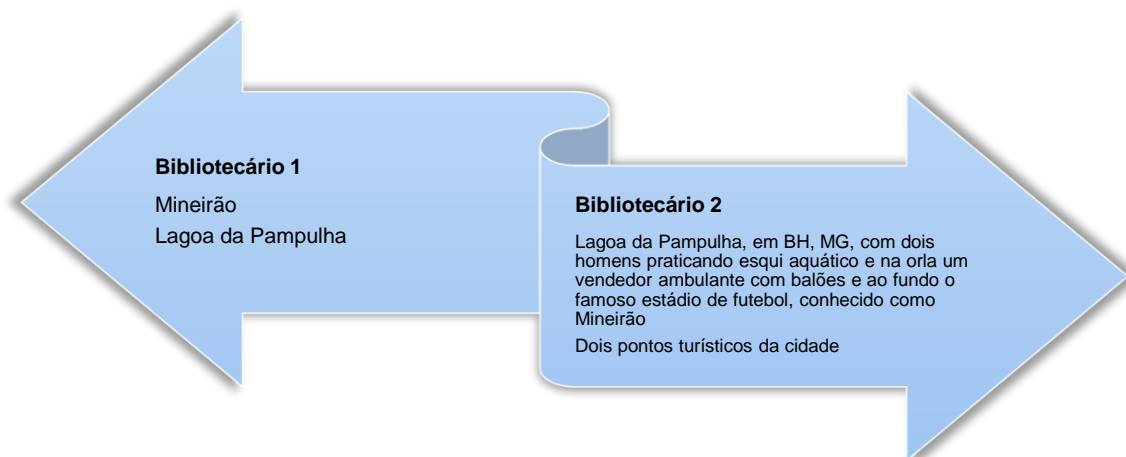 Bibliotecário 1
Mineirão
Lagoa da Pampulha
Bibliotecário 2
Lagoa da Pampulha, em BH, MG, com dois
homens praticando esqui aquático e na orla um
vendedor ambulante com balões e ao fundo o
famoso estádio de futebol, conhecido como
Mineirão
Dois pontos turísticos da cidade